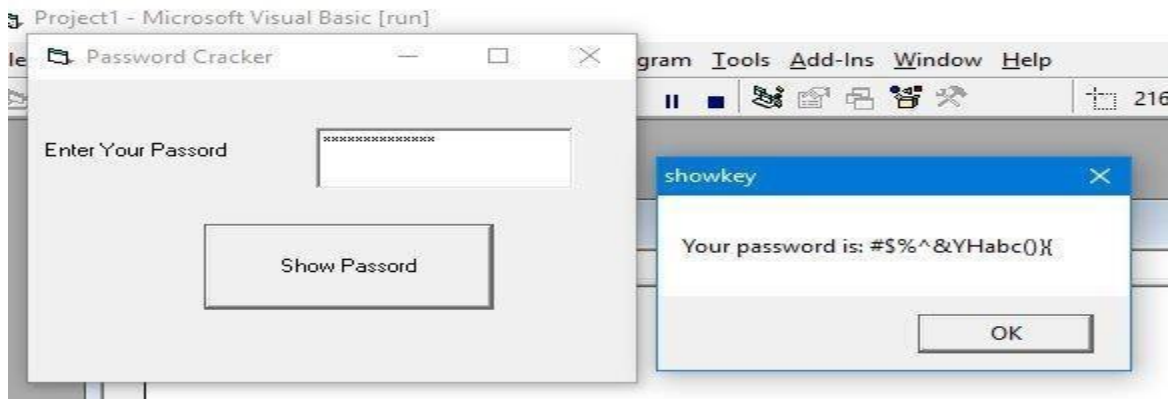 Project1 - Microsoft Visual Basic [run]
Password Cracker
gram Tools Add-Ins Window Help
216
Enter Your Passord
**************
showkey
Your password is: #$%^&YHabc(){
Show Passord
OK